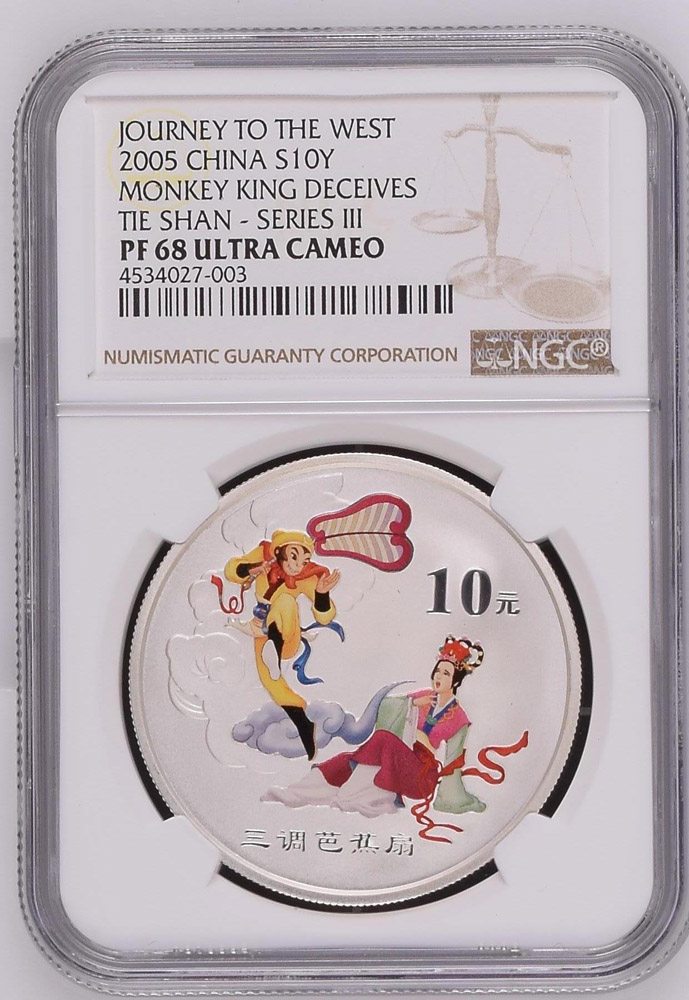 JOURNEY TO THE WEST
2005 CHINA S10Y
MONKEY KING DECEIVES
TIE SHAN - SERIES III
PF 68 ULTRA CAMEO
4534027-003
NUMISMATIC GUARANTY CORPORATION
NGC®
10元
三调芭蕉扇